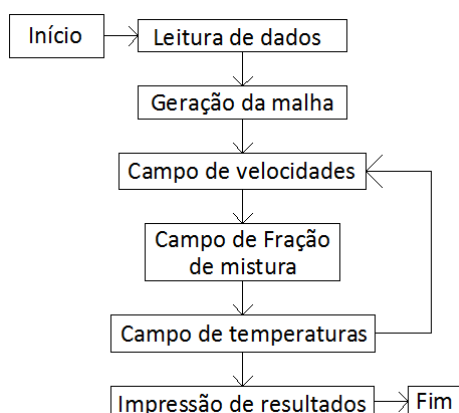 Início
Leitura de dados
Geração da malha
Campo de velocidades
Campo de Fração
de mistura
Campo de temperaturas
Impressão de resultados
Fim